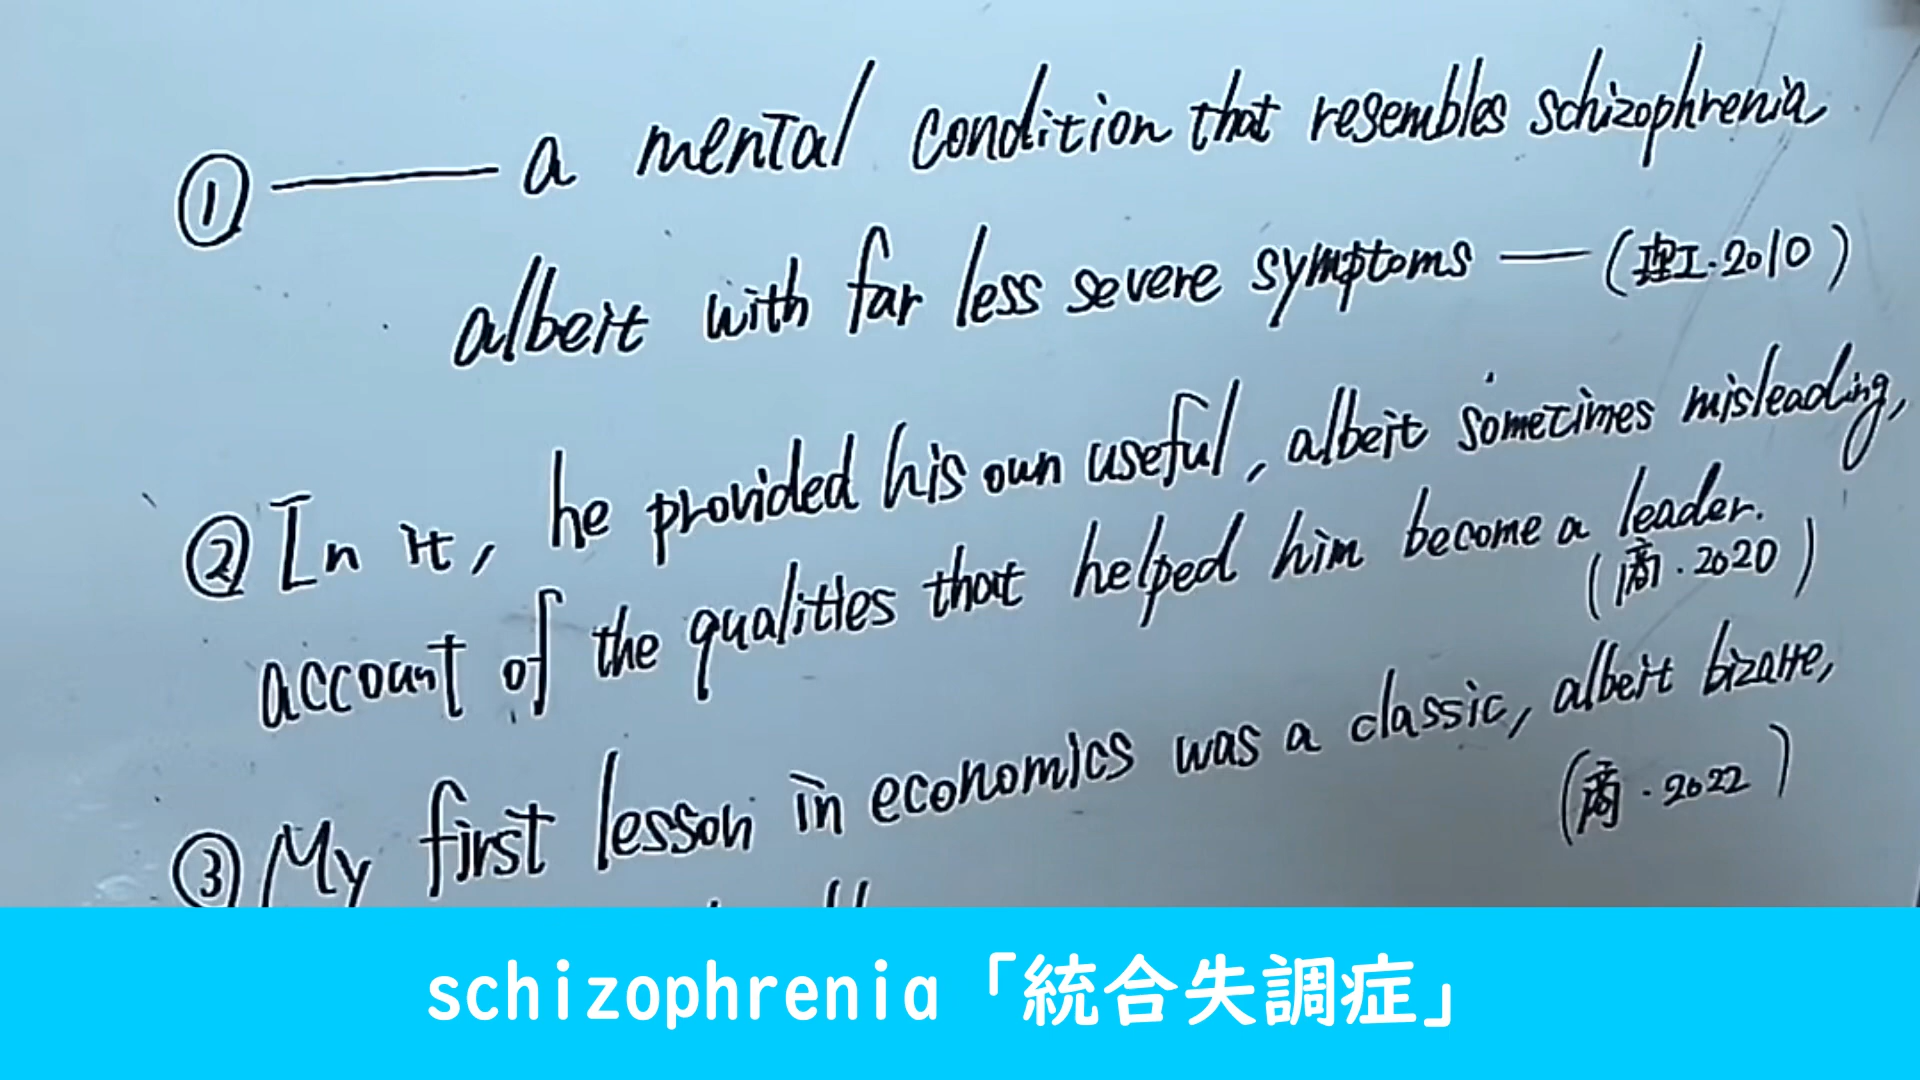 ① —— a mental condition that resembles schizophrenia,
albeit with far less severe symptoms — (理工.2010)
② In it, he provided his own useful, albeit sometimes misleading,
account of the qualities that helped him become a leader.
(商.2020)
③ My first lesson in economics was a classic, albeit bizarre,
(商.2022)
schizophrenia「統合失調症」